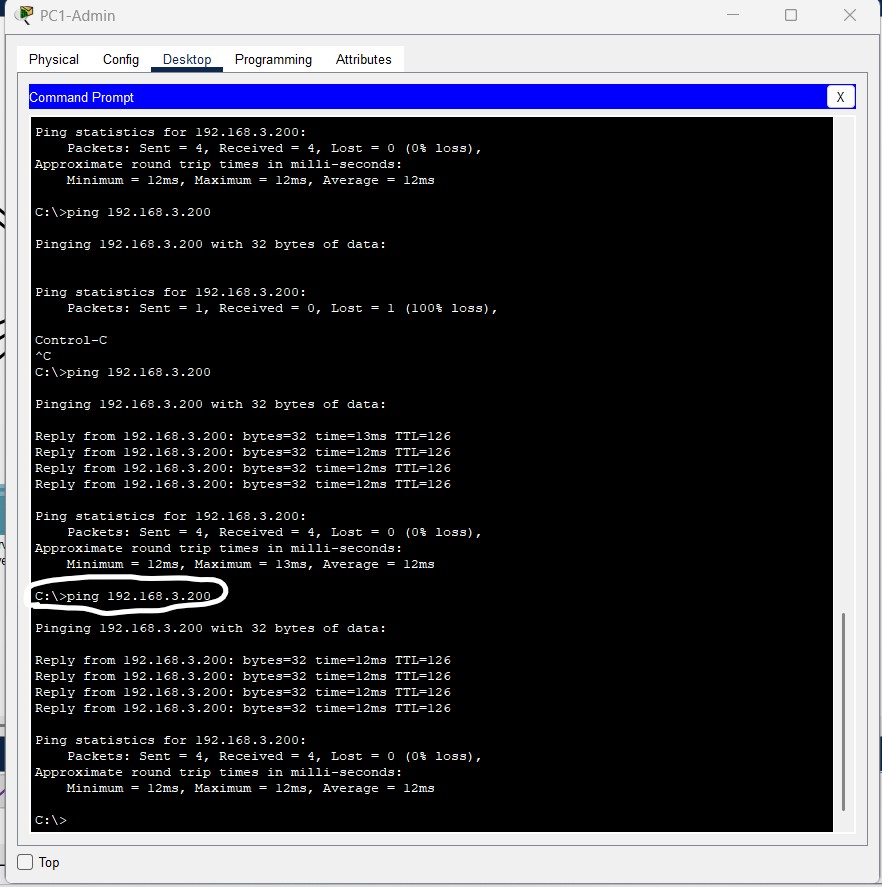 PC1-Admin
Physical Config Desktop Programming Attributes
Command Prompt X
Ping statistics for 192.168.3.200:
Packets: Sent = 4, Received = 4, Lost = 0 (0% loss),
Approximate round trip times in milli-seconds:
Minimum = 12ms, Maximum = 12ms, Average = 12ms
C:\>ping 192.168.3.200
Pinging 192.168.3.200 with 32 bytes of data:
Ping statistics for 192.168.3.200:
Packets: Sent = 1, Received = 0, Lost = 1 (100% loss),
Control-C
^C
C:\>ping 192.168.3.200
Pinging 192.168.3.200 with 32 bytes of data:
Reply from 192.168.3.200: bytes=32 time=13ms TTL=126
Reply from 192.168.3.200: bytes=32 time=12ms TTL=126
Reply from 192.168.3.200: bytes=32 time=12ms TTL=126
Reply from 192.168.3.200: bytes=32 time=12ms TTL=126
Ping statistics for 192.168.3.200:
Packets: Sent = 4, Received = 4, Lost = 0 (0% loss),
Approximate round trip times in milli-seconds:
Minimum = 12ms, Maximum = 13ms, Average = 12ms
C:\>ping 192.168.3.200
Pinging 192.168.3.200 with 32 bytes of data:
Reply from 192.168.3.200: bytes=32 time=12ms TTL=126
Reply from 192.168.3.200: bytes=32 time=12ms TTL=126
Reply from 192.168.3.200: bytes=32 time=12ms TTL=126
Reply from 192.168.3.200: bytes=32 time=12ms TTL=126
Ping statistics for 192.168.3.200:
Packets: Sent = 4, Received = 4, Lost = 0 (0% loss),
Approximate round trip times in milli-seconds:
Minimum = 12ms, Maximum = 12ms, Average = 12ms
C:\>
Top